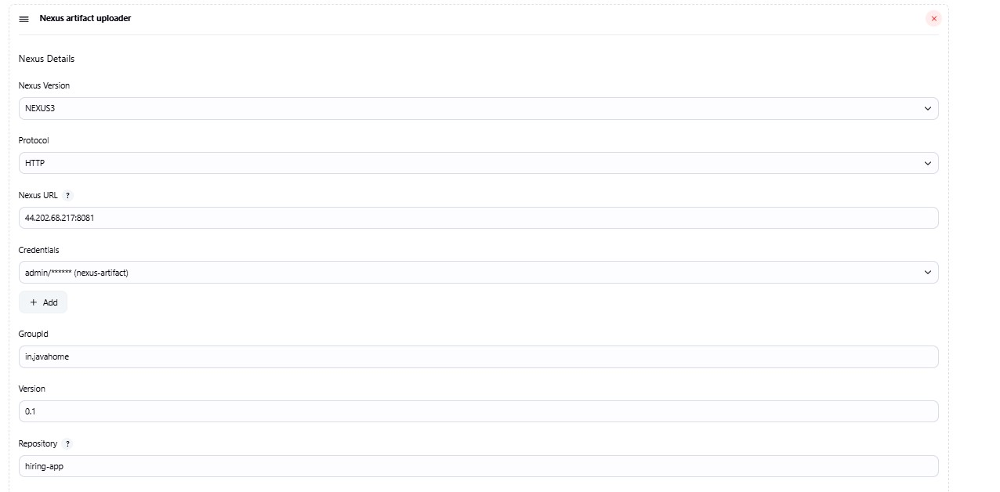 Nexus artifact uploader
Nexus Details
Nexus Version
NEXUS3
Protocol
HTTP
Nexus URL ?
44.202.68.217:8081
Credentials
admin/****** (nexus-artifact)
+ Add
GroupId
in.javahome
Version
0.1
Repository ?
hiring-app